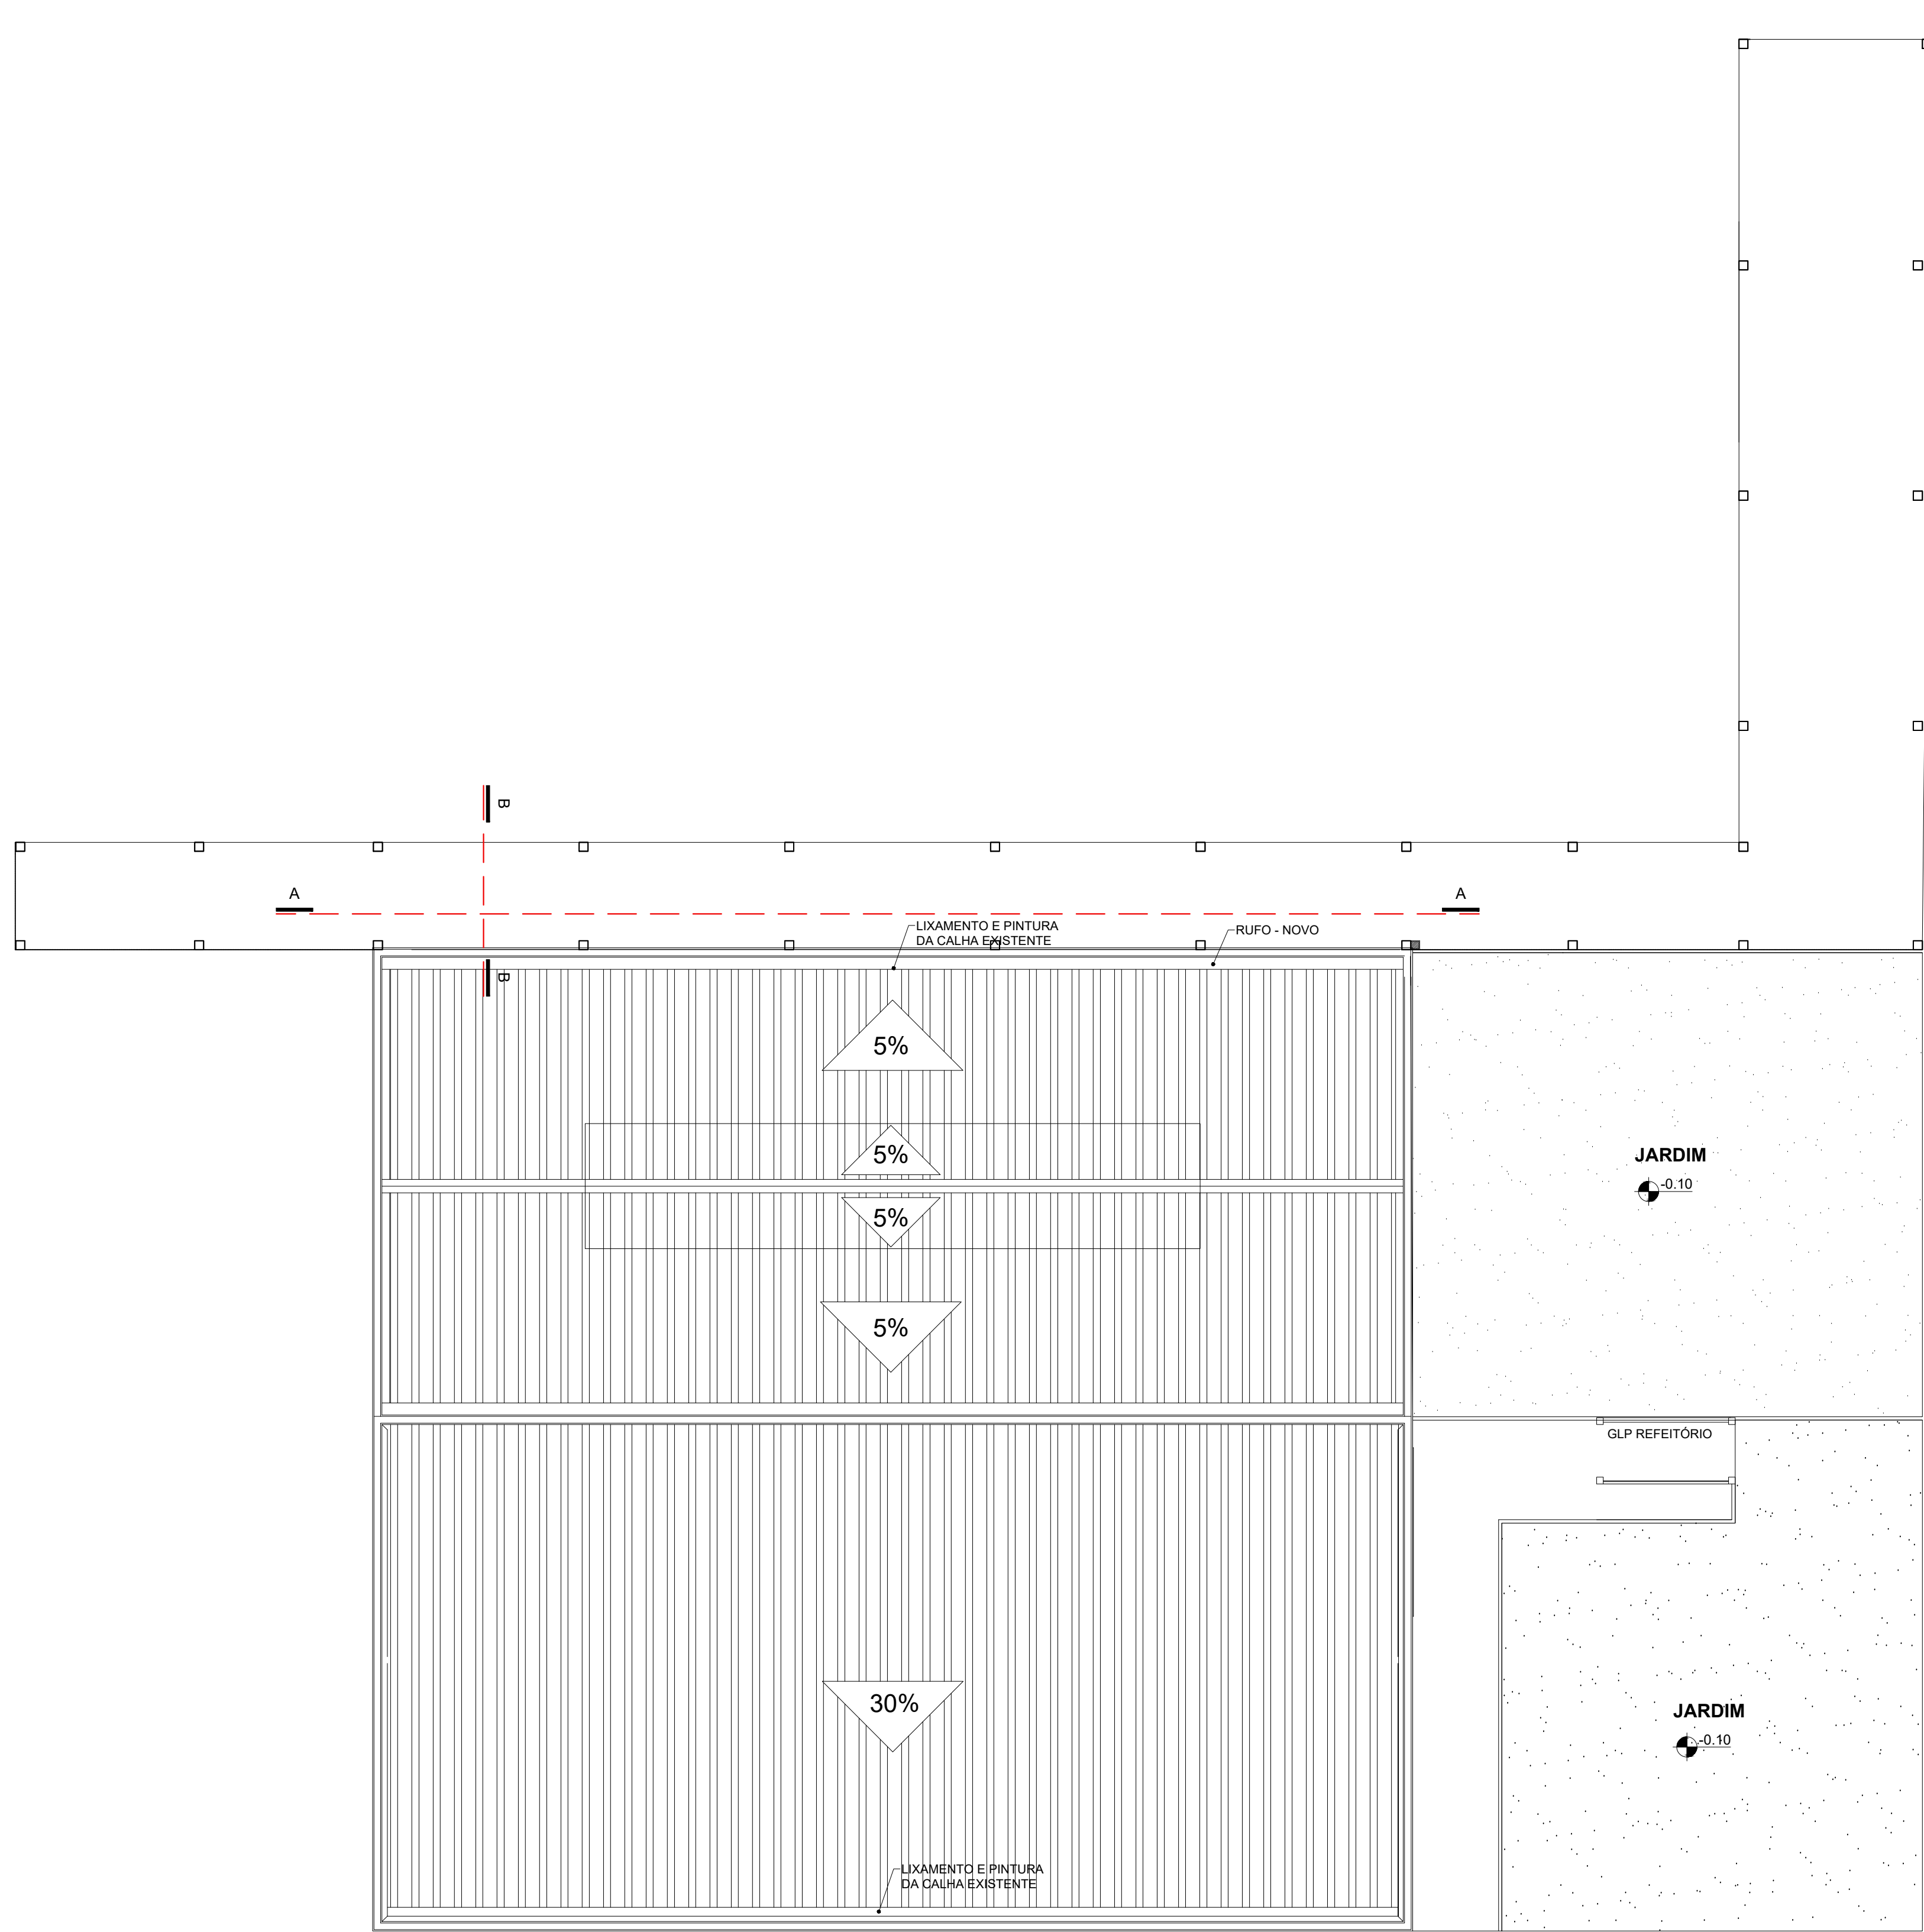 B
A
A
LIXAMENTO E PINTURA
DA CALHA EXISTENTE
RUFO - NOVO
B
5%
5%
5%
5%
JARDIM
-0.10
GLP REFEITÓRIO
30%
JARDIM
-0.10
LIXAMENTO E PINTURA
DA CALHA EXISTENTE